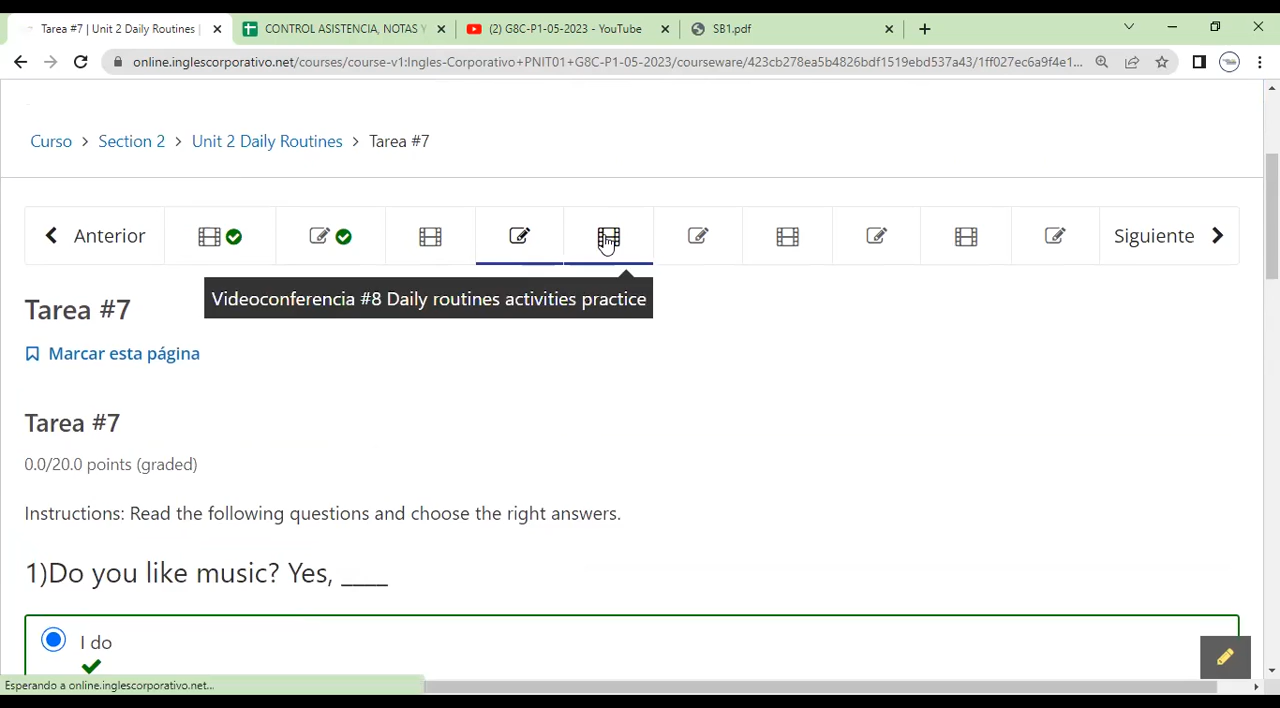 Tarea #7 | Unit 2 Daily Routines |
CONTROL ASISTENCIA, NOTAS Y
(2) G8C-P1-05-2023 - YouTube
SB1.pdf
online.inglescorporativo.net/courses/course-v1:Ingles-Corporativo+PNIT01+G8C-P1-05-2023/courseware/423cb278ea5b4826bdf1519ebd537a43/1ff027ec6a9f4e1...
Curso > Section 2 > Unit 2 Daily Routines > Tarea #7
Anterior
Siguiente
Videoconferencia #8 Daily routines activities practice
Tarea #7
Marcar esta página
Tarea #7
0.0/20.0 points (graded)
Instructions: Read the following questions and choose the right answers.
1)Do you like music? Yes, ____
I do
Esperando a online.inglescorporativo.net...